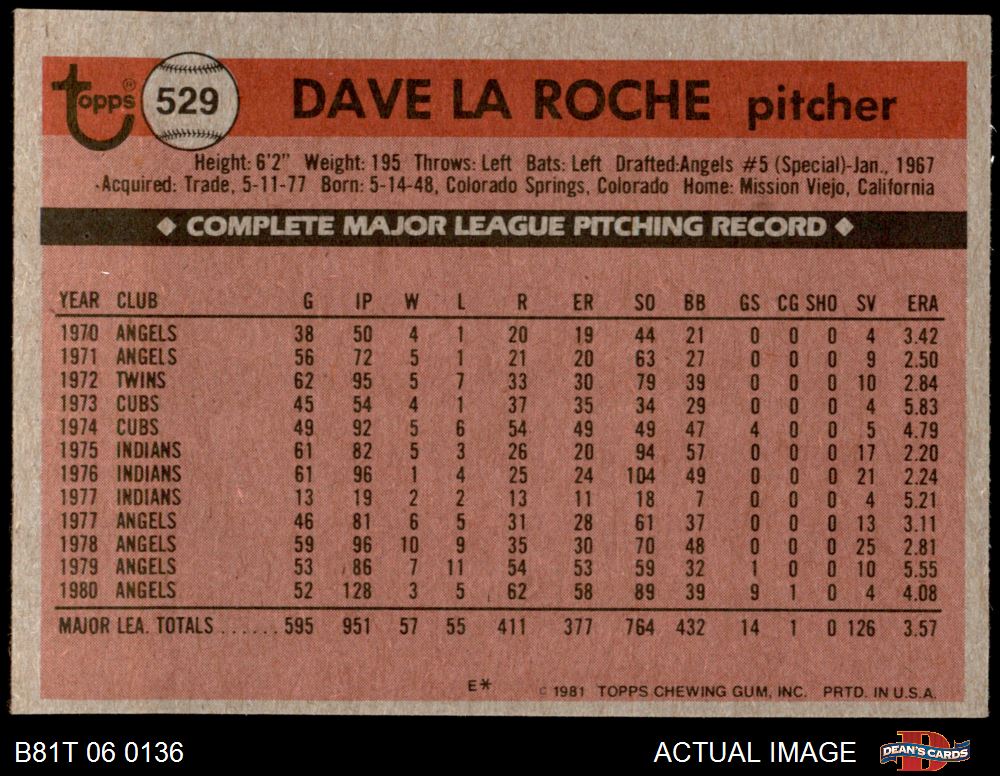 topps® 529 DAVE LA ROCHE pitcher
Height: 6'2" Weight: 195 Throws: Left Bats: Left Drafted:Angels #5 (Special)-Jan., 1967
Acquired: Trade, 5-11-77 Born: 5-14-48, Colorado Springs, Colorado Home: Mission Viejo, California
◆ COMPLETE MAJOR LEAGUE PITCHING RECORD ◆
YEAR CLUB G IP W L R ER SO BB GS CG SHO SV ERA
1970 ANGELS 38 50 4 1 20 19 44 21 0 0 0 4 3.42
1971 ANGELS 56 72 5 1 21 20 63 27 0 0 0 9 2.50
1972 TWINS 62 95 5 7 33 30 79 39 0 0 0 10 2.84
1973 CUBS 45 54 4 1 37 35 34 29 0 0 0 4 5.83
1974 CUBS 49 92 5 6 54 49 49 47 4 0 0 5 4.79
1975 INDIANS 61 82 5 3 26 20 94 57 0 0 0 17 2.20
1976 INDIANS 61 96 1 4 25 24 104 49 0 0 0 21 2.24
1977 INDIANS 13 19 2 2 13 11 18 7 0 0 0 4 5.21
1977 ANGELS 46 81 6 5 31 28 61 37 0 0 0 13 3.11
1978 ANGELS 59 96 10 9 35 30 70 48 0 0 0 25 2.81
1979 ANGELS 53 86 7 11 54 53 59 32 1 0 0 10 5.55
1980 ANGELS 52 128 3 5 62 58 89 39 9 1 0 4 4.08
MAJOR LEA. TOTALS ...... 595 951 57 55 411 377 764 432 14 1 0 126 3.57
E* © 1981 TOPPS CHEWING GUM, INC. PRTD. IN U.S.A.
B81T 06 0136 ACTUAL IMAGE DEAN'S CARDS